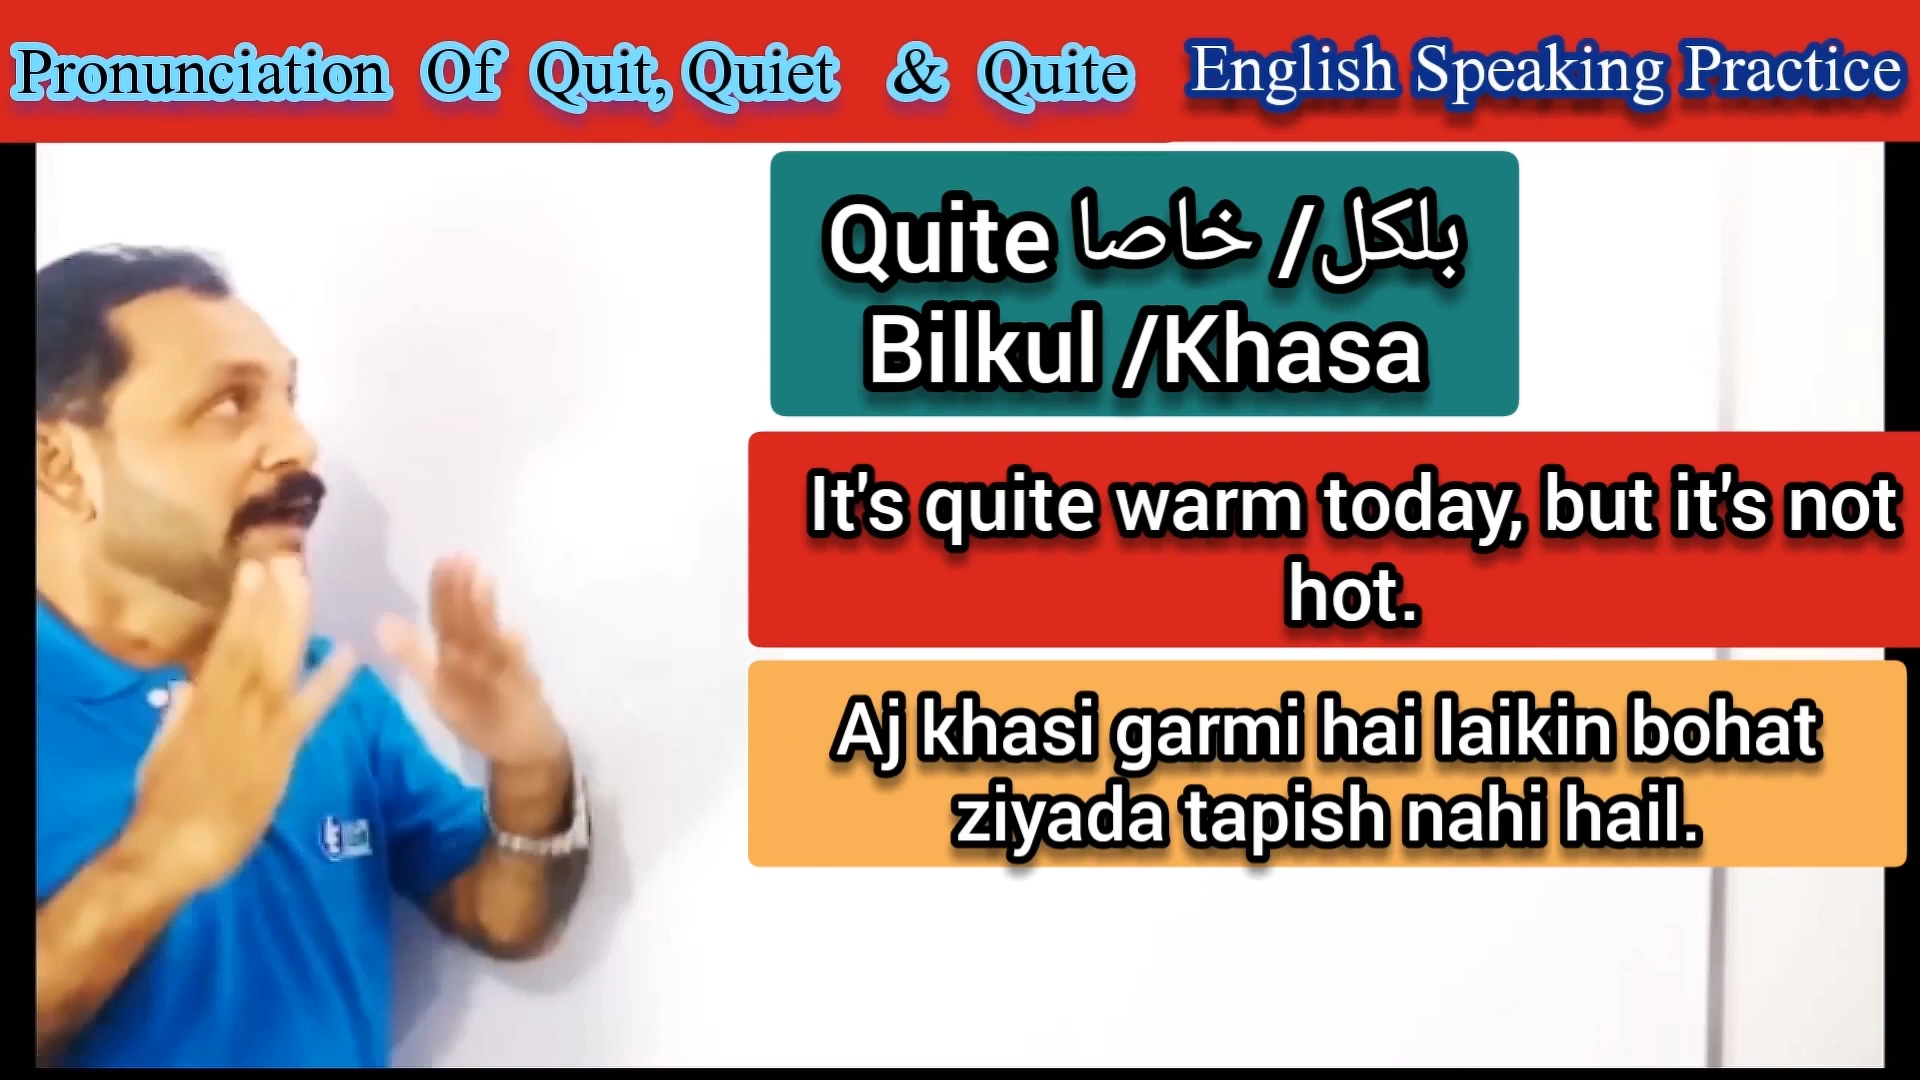 Pronunciation Of Quit, Quiet & Quite English Speaking Practice
Quite بلکل/ خاصا
Bilkul /Khasa
It's quite warm today, but it's not
hot.
Aj khasi garmi hai laikin bohat
ziyada tapish nahi hail.